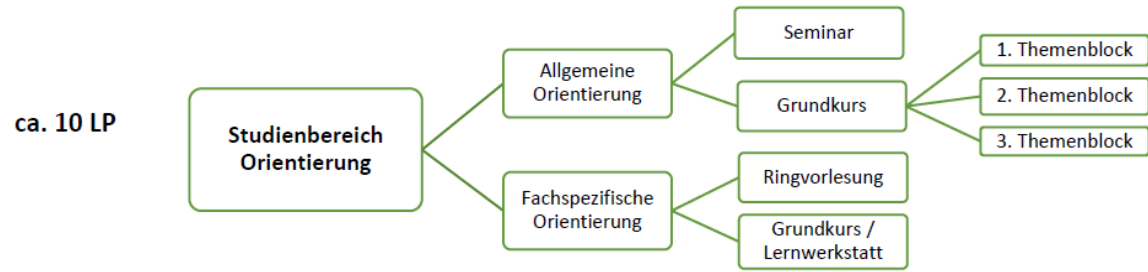 ca. 10 LP
Studienbereich
Orientierung
Allgemeine
Orientierung
Seminar
Grundkurs
1. Themenblock
2. Themenblock
3. Themenblock
Fachspezifische
Orientierung
Ringvorlesung
Grundkurs /
Lernwerkstatt